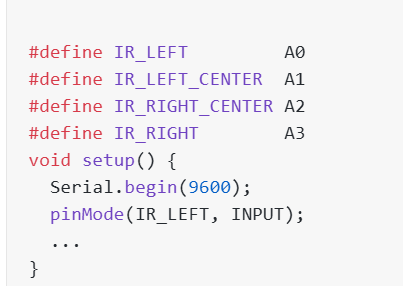 #define IR_LEFT         A0
#define IR_LEFT_CENTER  A1
#define IR_RIGHT_CENTER A2
#define IR_RIGHT        A3
void setup() {
  Serial.begin(9600);
  pinMode(IR_LEFT, INPUT);
  ...
}